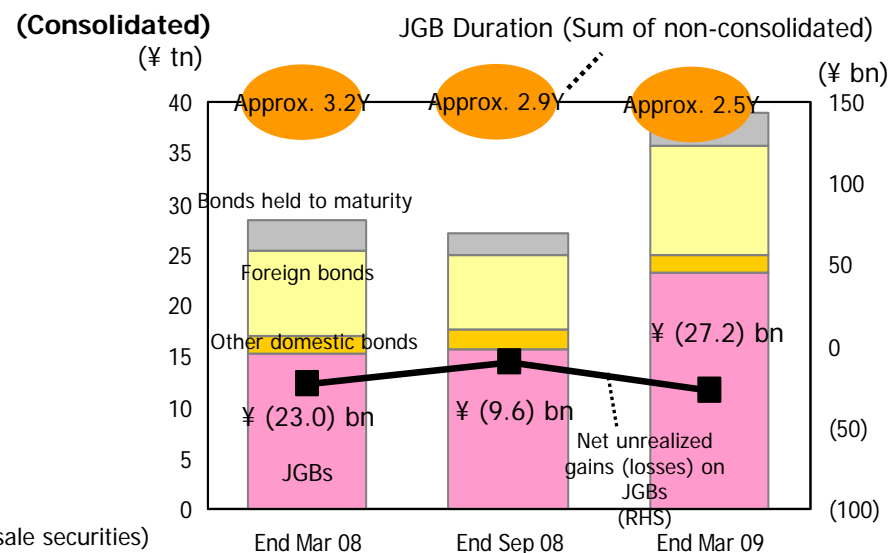 (Consolidated)
(¥ tn)
JGB Duration (Sum of non-consolidated)
(¥ bn)
Approx. 3.2Y
Approx. 2.9Y
Approx. 2.5Y
40
35
30
25
20
15
10
5
0
150
100
50
0
(50)
(100)
Bonds held to maturity
Foreign bonds
Other domestic bonds
JGBs
¥ (23.0) bn
¥ (9.6) bn
¥ (27.2) bn
Net unrealized
gains (losses) on
JGBs
(RHS)
sale securities)
End Mar 08
End Sep 08
End Mar 09